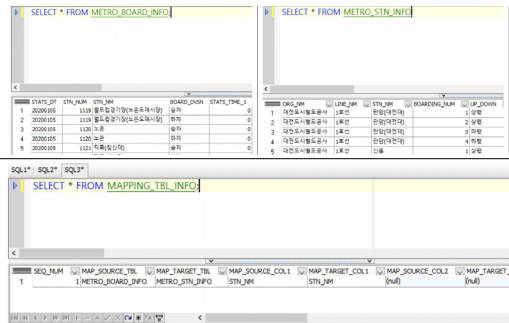 SELECT * FROM METRO_BOARD_INFO;
STATS_DT STN_NUM STN_NM BOARD_DVSN STATS_TIME_1
1 20200105 1119 월드컵경기장(노은도매시장) 승차 0
2 20200105 1119 월드컵경기장(노은도매시장) 하차 0
3 20200105 1120 노은 승차 0
4 20200105 1120 노은 하차 0
5 20200105 1121 지족(침신대) 승차 0
SELECT * FROM METRO_STN_INFO
ORG_NM LINE_NM STN_NM BOARDING_NUM UP_DOWN
1 대전도시철도공사 1호선 판암(대전대) 1 상행
2 대전도시철도공사 1호선 판암(대전대) 2 상행
3 대전도시철도공사 1호선 판암(대전대) 3 하행
4 대전도시철도공사 1호선 판암(대전대) 4 하행
5 대전도시철도공사 1호선 신흥 1 상행
SQL1* SQL2* SQL3*
SELECT * FROM MAPPING_TBL_INFO;
SEQ_NUM MAP_SOURCE_TBL MAP_TARGET_TBL MAP_SOURCE_COL1 MAP_TARGET_COL1 MAP_SOURCE_COL2 MAP_TARGET_
1 1 METRO_BOARD_INFO METRO_STN_INFO STN_NM STN_NM (null) (null)